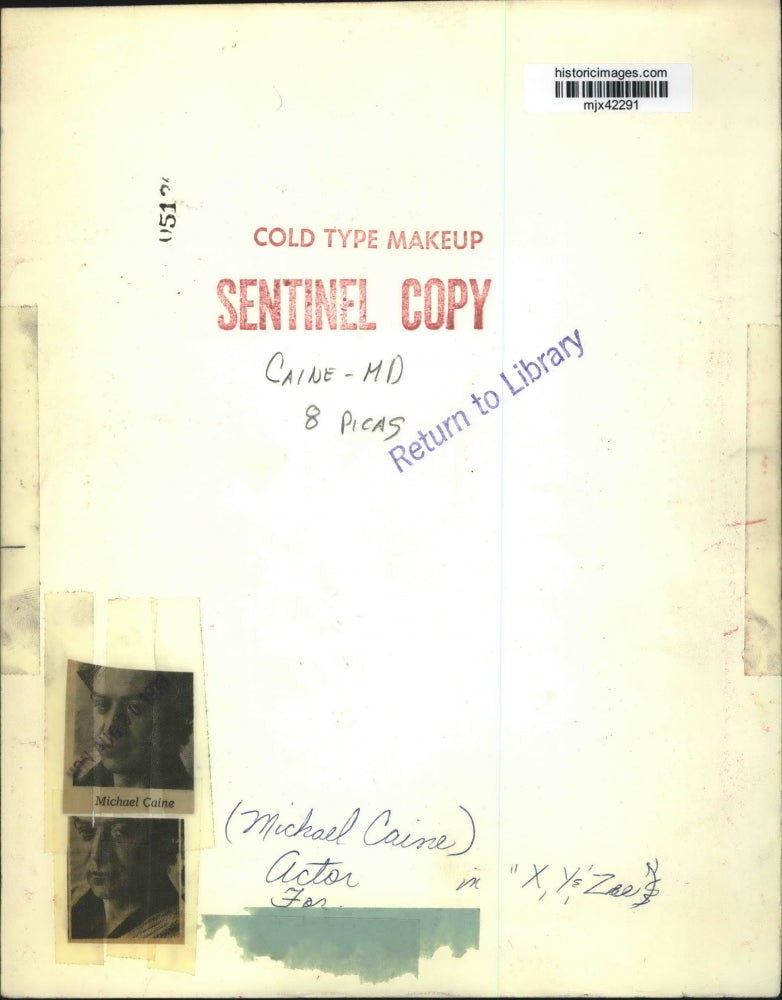 historicimages.com
mjx42291
COLD TYPE MAKEUP
SENTINEL COPY
CAINE - MD
8 PICAS
Return to Library
Michael Caine
(Michael Caine)
Actor
in "X, Y & Zee"
For